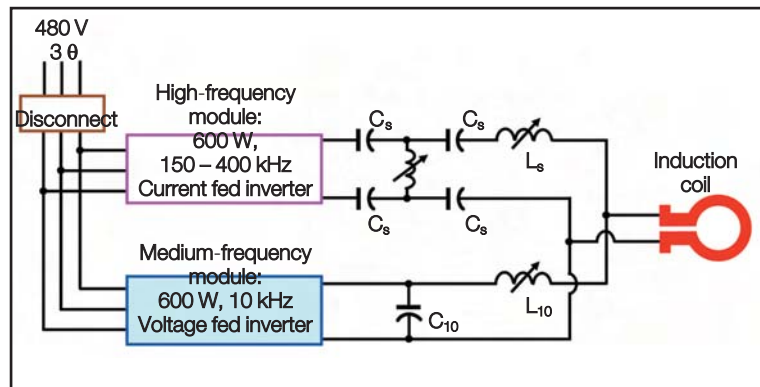 480 V
3 θ
Disconnect
High-frequency
module:
600 W,
150 – 400 kHz
Current fed inverter
Cs
Cs
Ls
Cs
Cs
Induction
coil
Medium-frequency
module:
600 W, 10 kHz
Voltage fed inverter
C10
L10